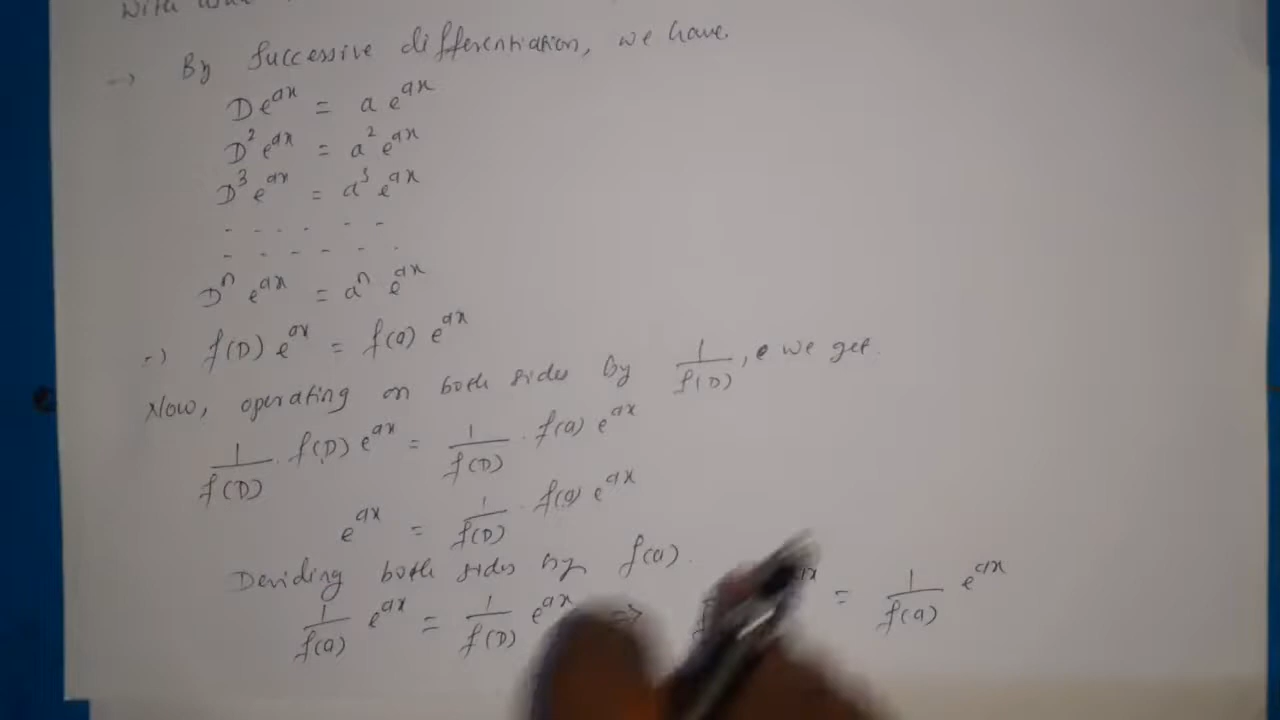 with
→ By Successive differentiation, we have.
D e^{ax} = a e^{ax}
D^2 e^{ax} = a^2 e^{ax}
D^3 e^{ax} = a^3 e^{ax}
- - - - - - -
- - - - - - -
D^n e^{ax} = a^n e^{ax}
∴) f(D) e^{ax} = f(a) e^{ax}
Now, operating on both sides by 1/f(D), e we get.
1/f(D) . f(D) e^{ax} = 1/f(D) . f(a) e^{ax}
e^{ax} = 1/f(D) . f(a) e^{ax}
Deviding both sides by f(a).
1/f(a) e^{ax} = 1/f(D) e^{ax} ⇒ = 1/f(a) e^{ax}